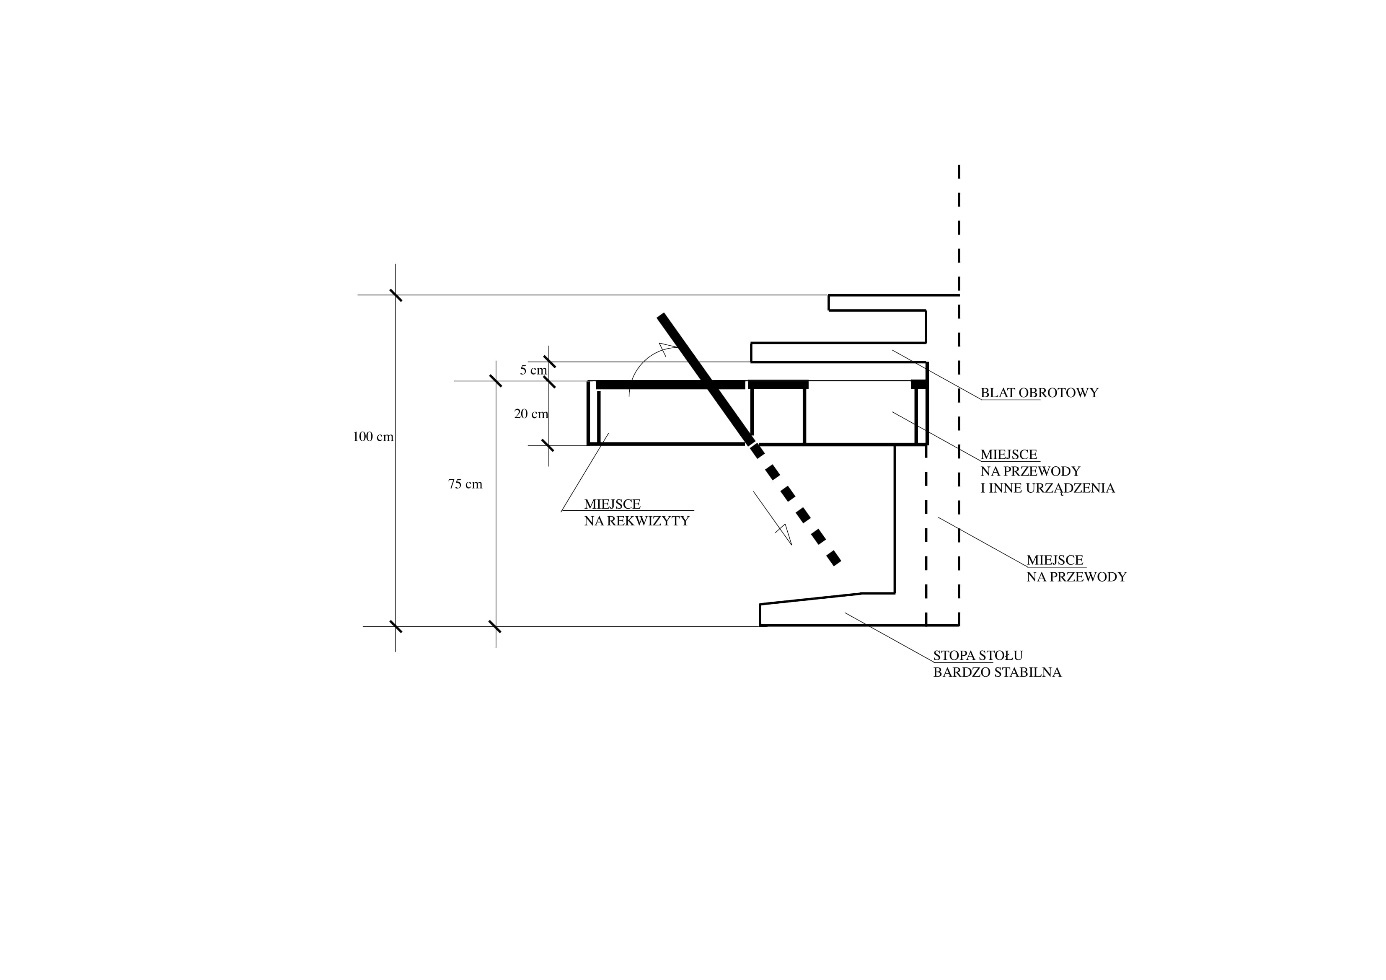 5 cm
BLAT OBROTOWY
20 cm
100 cm
MIEJSCE
NA PRZEWODY
I INNE URZĄDZENIA
75 cm
MIEJSCE
NA REKWIZYTY
MIEJSCE
NA PRZEWODY
STOPA STOŁU
BARDZO STABILNA